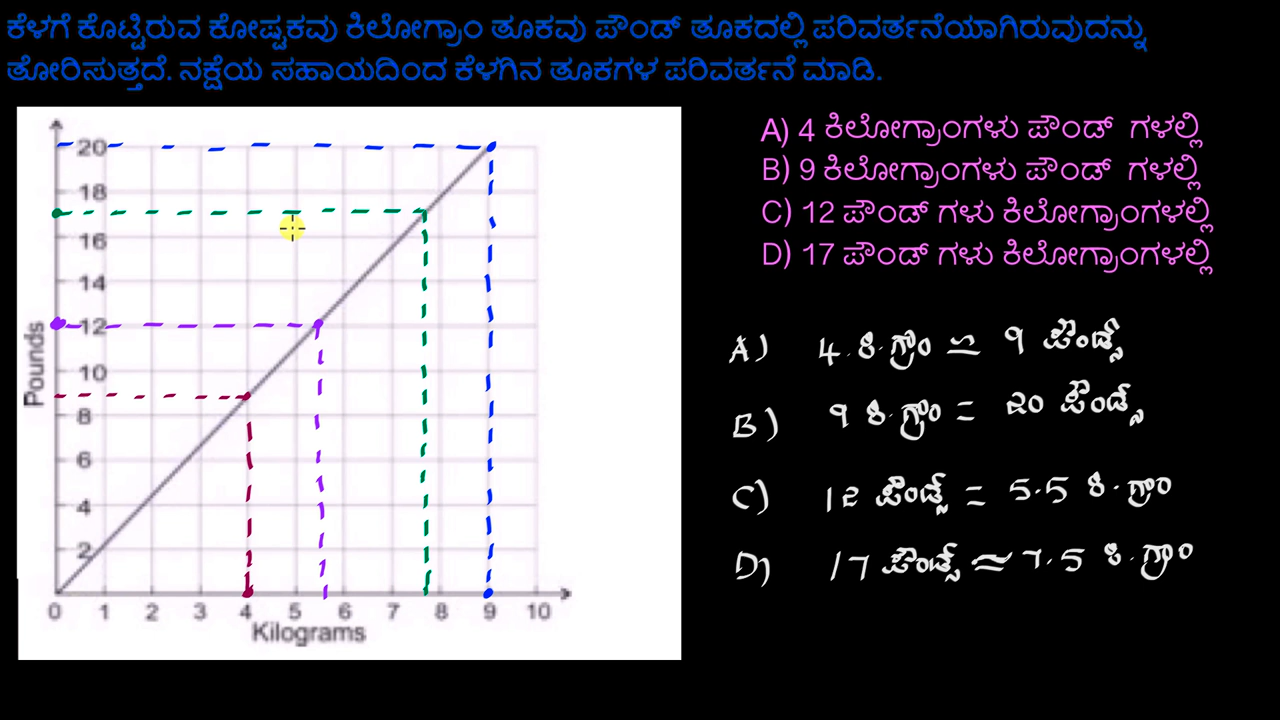 ಕೆಳಗೆ ಕೊಟ್ಟಿರುವ ಕೋಷ್ಟಕವು ಕಿಲೋಗ್ರಾಂ ತೂಕವು ಪೌಂಡ್ ತೂಕದಲ್ಲಿ ಪರಿವರ್ತನೆಯಾಗಿರುವುದನ್ನು
ತೋರಿಸುತ್ತದೆ. ನಕ್ಷೆಯ ಸಹಾಯದಿಂದ ಕೆಳಗಿನ ತೂಕಗಳ ಪರಿವರ್ತನೆ ಮಾಡಿ.
A) 4 ಕಿಲೋಗ್ರಾಂಗಳು ಪೌಂಡ್ ಗಳಲ್ಲಿ
B) 9 ಕಿಲೋಗ್ರಾಂಗಳು ಪೌಂಡ್ ಗಳಲ್ಲಿ
C) 12 ಪೌಂಡ್ ಗಳು ಕಿಲೋಗ್ರಾಂಗಳಲ್ಲಿ
D) 17 ಪೌಂಡ್ ಗಳು ಕಿಲೋಗ್ರಾಂಗಳಲ್ಲಿ
20
18
16
14
12
10
8
6
4
2
Pounds
0 1 2 3 4 5 6 7 8 9 10
Kilograms
A) 4 ಕಿ.ಗ್ರಾಂ ≃ 9 ಪೌಂಡ್ಸ್
B) 9 ಕಿ.ಗ್ರಾಂ = 20 ಪೌಂಡ್ಸ್
C) 12 ಪೌಂಡ್ಸ್ = 5.5 ಕಿ.ಗ್ರಾಂ
D) 17 ಪೌಂಡ್ಸ್ ≈ 7.5 ಕಿ.ಗ್ರಾಂ